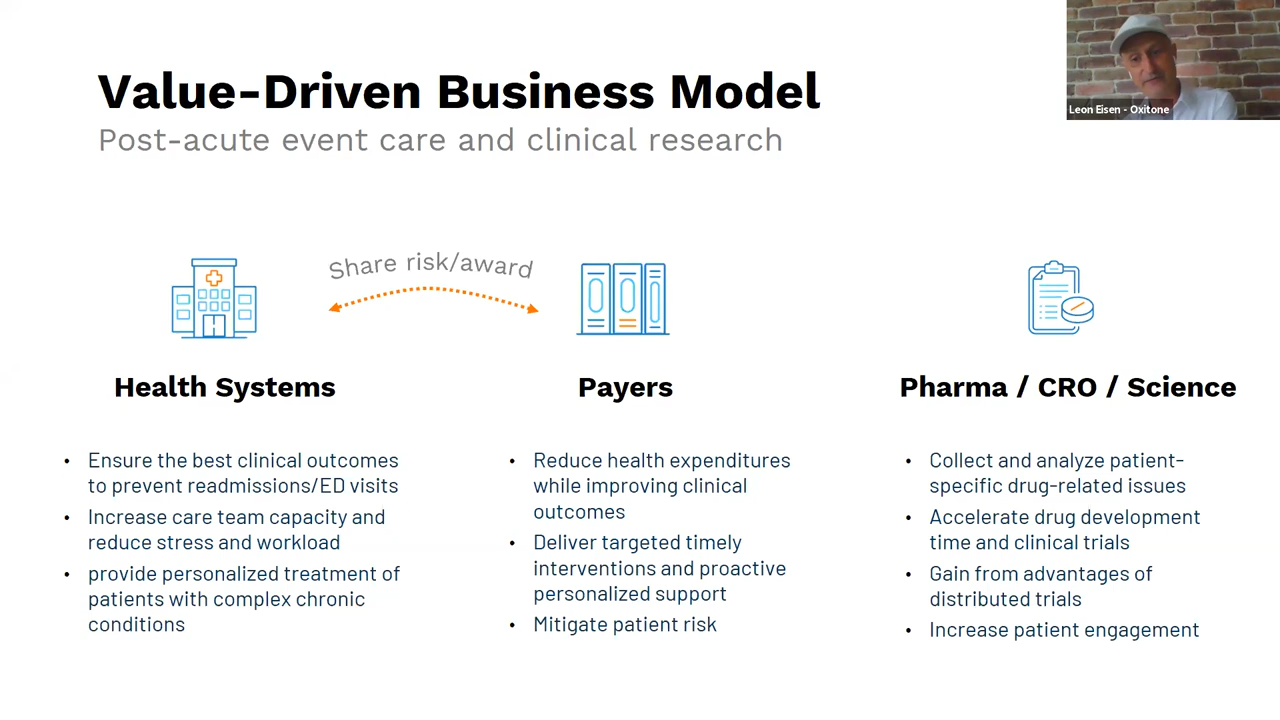 Value-Driven Business Model
Post-acute event care and clinical research
Leon Eisen - Oxitone
Share risk/award
Health Systems
Payers
Pharma / CRO / Science
• Ensure the best clinical outcomes
to prevent readmissions/ED visits
• Increase care team capacity and
reduce stress and workload
• provide personalized treatment of
patients with complex chronic
conditions
• Reduce health expenditures
while improving clinical
outcomes
• Deliver targeted timely
interventions and proactive
personalized support
• Mitigate patient risk
• Collect and analyze patient-
specific drug-related issues
• Accelerate drug development
time and clinical trials
• Gain from advantages of
distributed trials
• Increase patient engagement